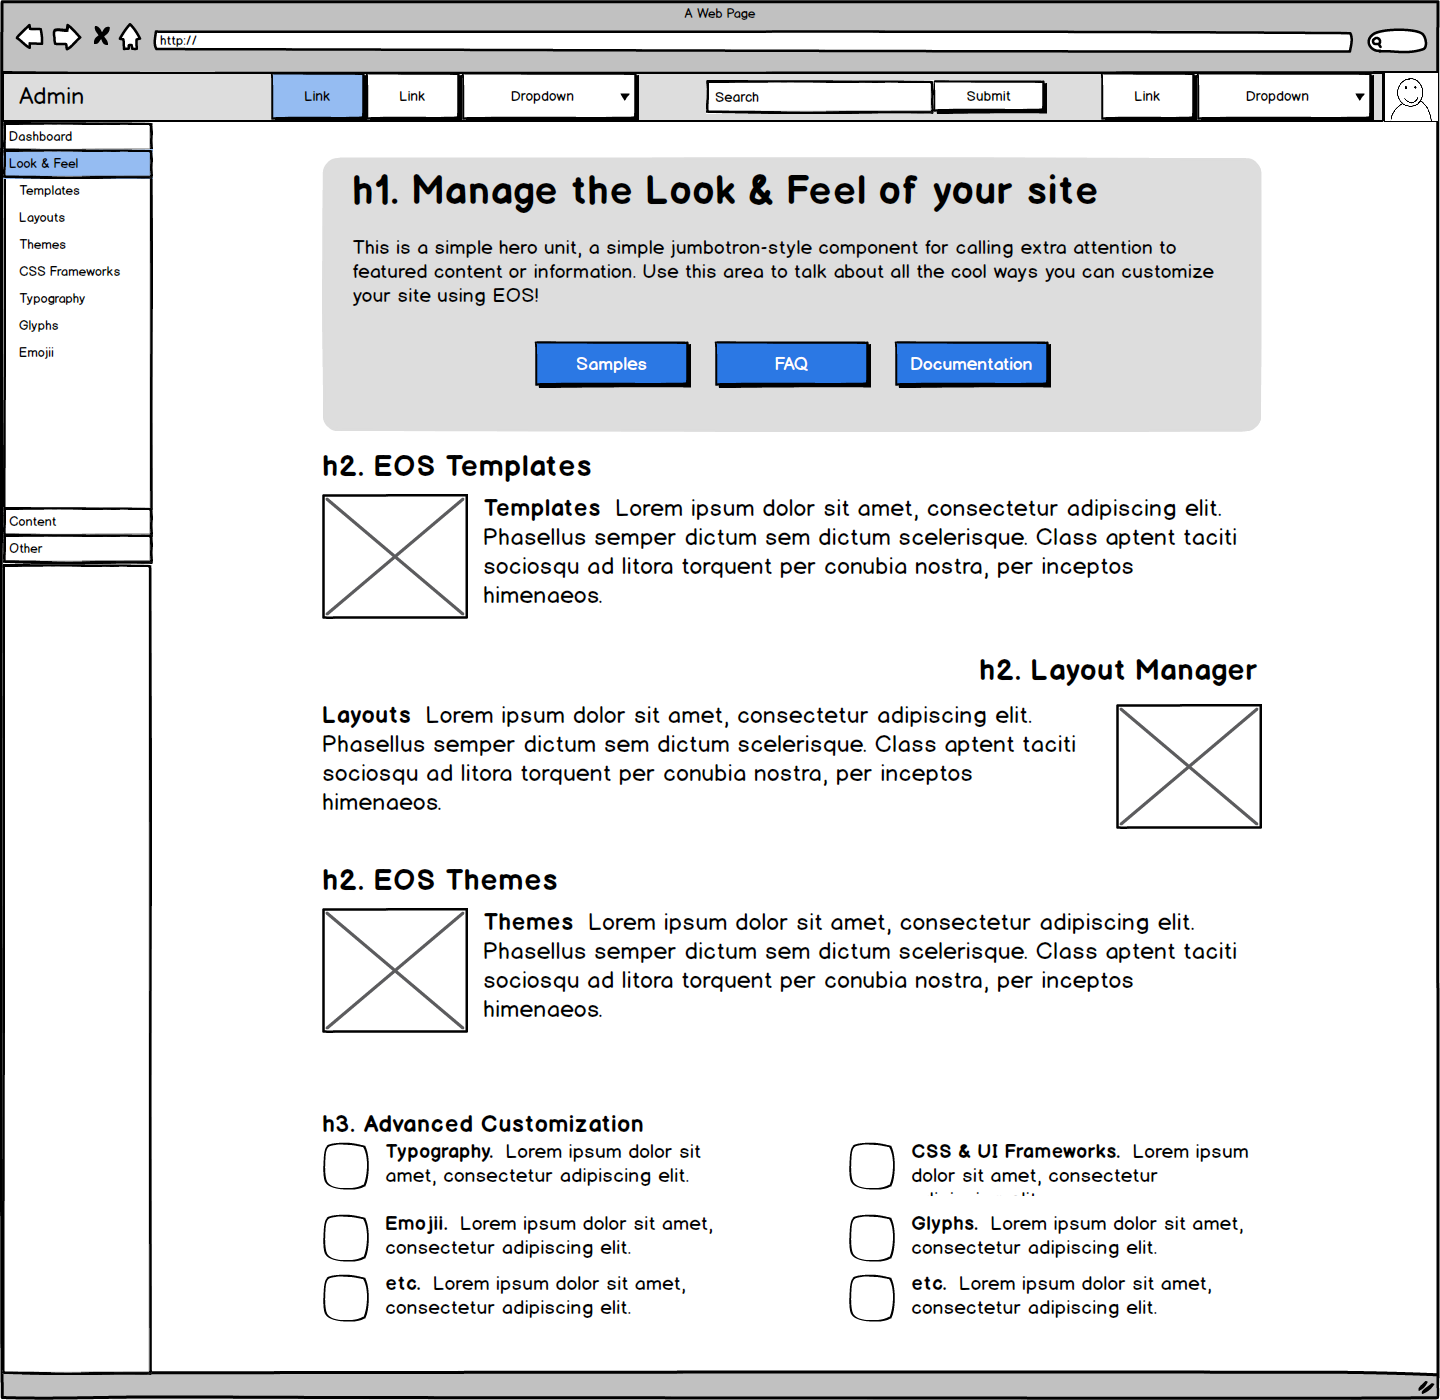 A Web Page
http://
Admin
Link
Link
Dropdown
Search
Submit
Link
Dropdown
Dashboard
Look & Feel
Templates
Layouts
Themes
CSS Frameworks
Typography
Glyphs
Emojii
Content
Other
h1. Manage the Look & Feel of your site
This is a simple hero unit, a simple jumbotron-style component for calling extra attention to
featured content or information. Use this area to talk about all the cool ways you can customize
your site using EOS!
Samples
FAQ
Documentation
h2. EOS Templates
Templates Lorem ipsum dolor sit amet, consectetur adipiscing elit.
Phasellus semper dictum sem dictum scelerisque. Class aptent taciti
sociosqu ad litora torquent per conubia nostra, per inceptos
himenaeos.
h2. Layout Manager
Layouts Lorem ipsum dolor sit amet, consectetur adipiscing elit.
Phasellus semper dictum sem dictum scelerisque. Class aptent taciti
sociosqu ad litora torquent per conubia nostra, per inceptos
himenaeos.
h2. EOS Themes
Themes Lorem ipsum dolor sit amet, consectetur adipiscing elit.
Phasellus semper dictum sem dictum scelerisque. Class aptent taciti
sociosqu ad litora torquent per conubia nostra, per inceptos
himenaeos.
h3. Advanced Customization
Typography. Lorem ipsum dolor sit
amet, consectetur adipiscing elit.
CSS & UI Frameworks. Lorem ipsum
dolor sit amet, consectetur
Emojii. Lorem ipsum dolor sit amet,
consectetur adipiscing elit.
Glyphs. Lorem ipsum dolor sit amet,
consectetur adipiscing elit.
etc. Lorem ipsum dolor sit amet,
consectetur adipiscing elit.
etc. Lorem ipsum dolor sit amet,
consectetur adipiscing elit.